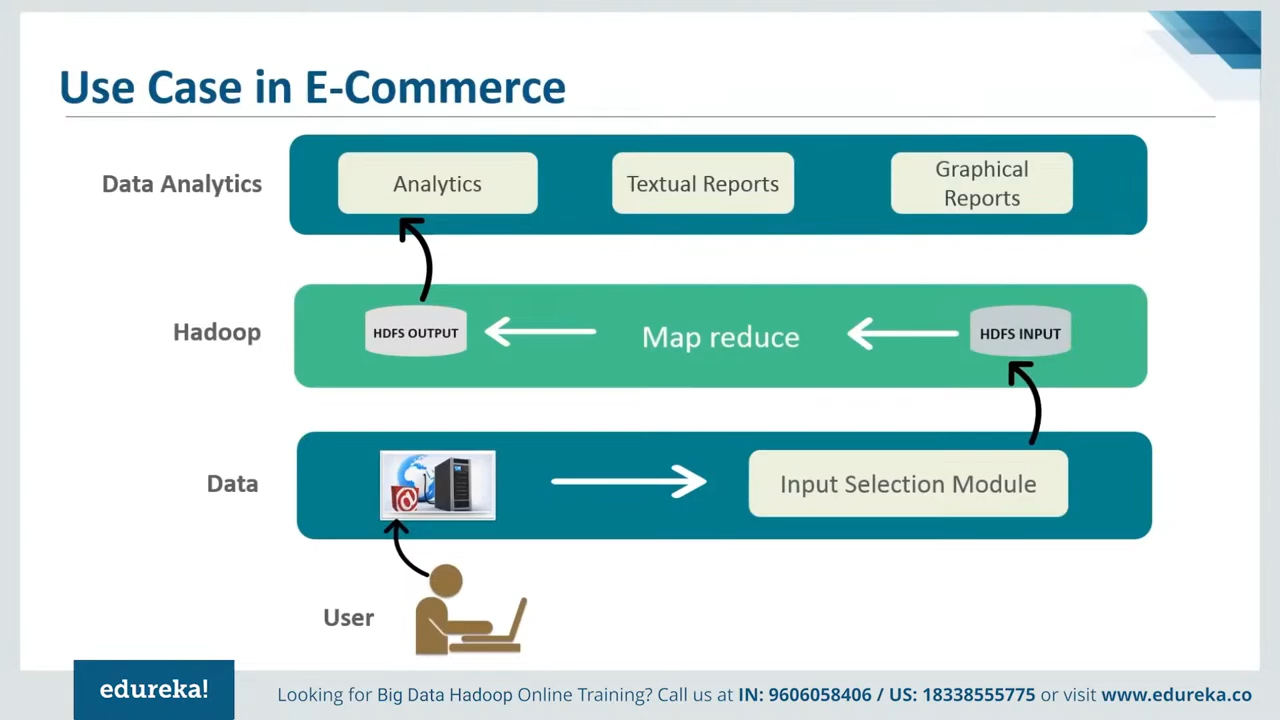 Use Case in E-Commerce
Data Analytics
Analytics
Textual Reports
Graphical
Reports
Hadoop
HDFS OUTPUT
Map reduce
HDFS INPUT
Data
Input Selection Module
User
edureka!
Looking for Big Data Hadoop Online Training? Call us at IN: 9606058406 / US: 18338555775 or visit www.edureka.co